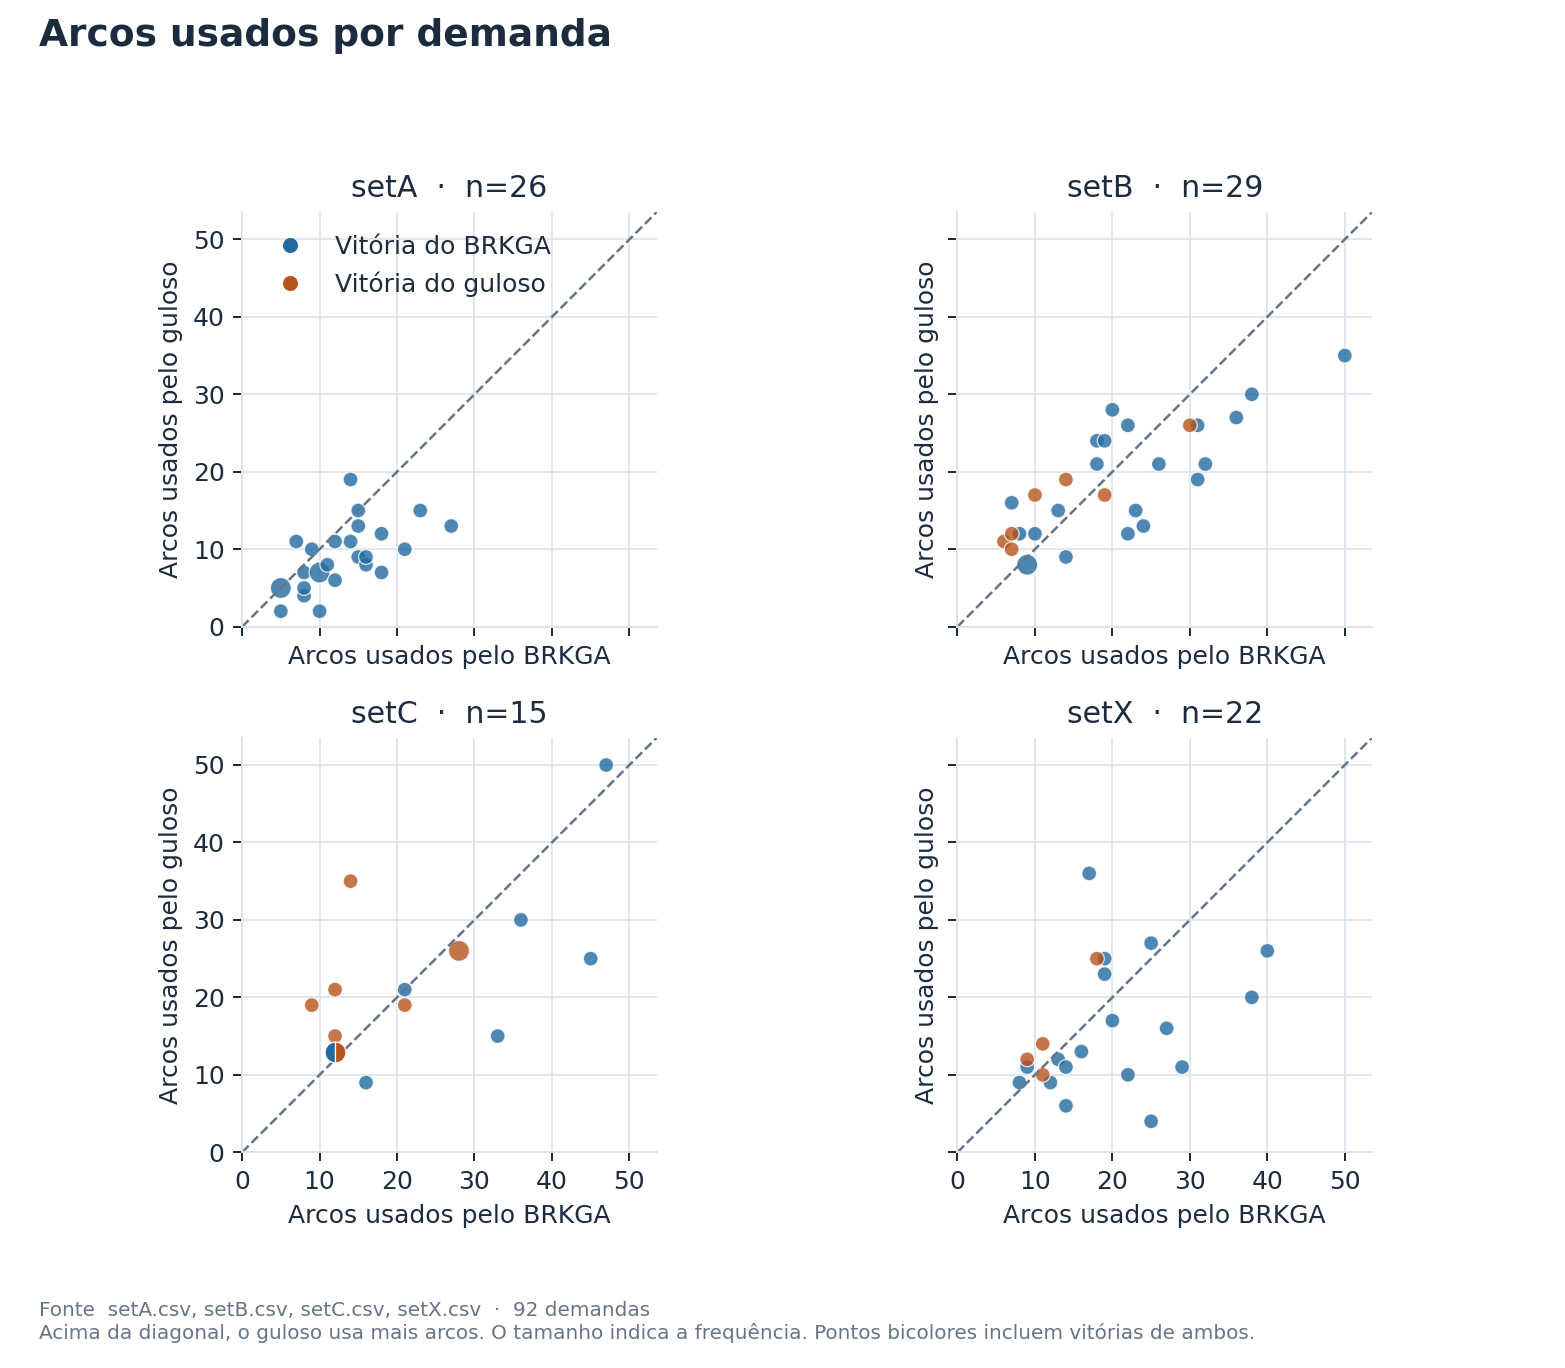 Arcos usados por demanda
setA · n=26
setB · n=29
Vitória do BRKGA
Vitória do guloso
Arcos usados pelo guloso
50
40
30
20
10
0
Arcos usados pelo BRKGA
Arcos usados pelo guloso
Arcos usados pelo BRKGA
setC · n=15
setX · n=22
Arcos usados pelo guloso
50
40
30
20
10
0
0 10 20 30 40 50
Arcos usados pelo BRKGA
Arcos usados pelo guloso
0 10 20 30 40 50
Arcos usados pelo BRKGA
Fonte setA.csv, setB.csv, setC.csv, setX.csv · 92 demandas
Acima da diagonal, o guloso usa mais arcos. O tamanho indica a frequência. Pontos bicolores incluem vitórias de ambos.